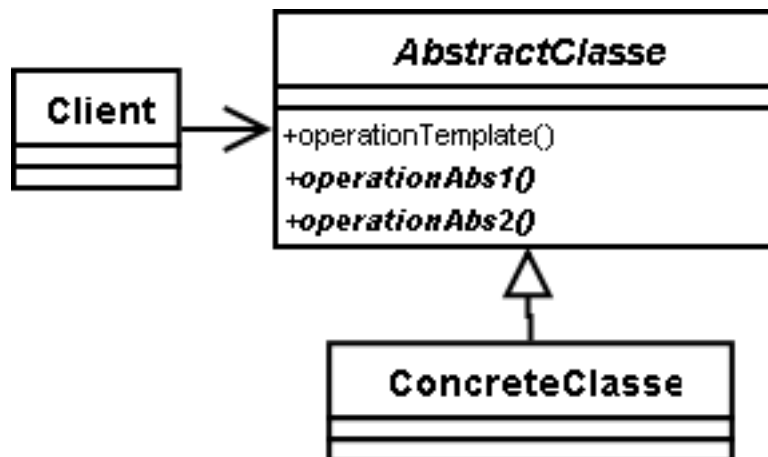 AbstractClasse
Client
+operationTemplate()
+operationAbs1()
+operationAbs2()
ConcreteClasse